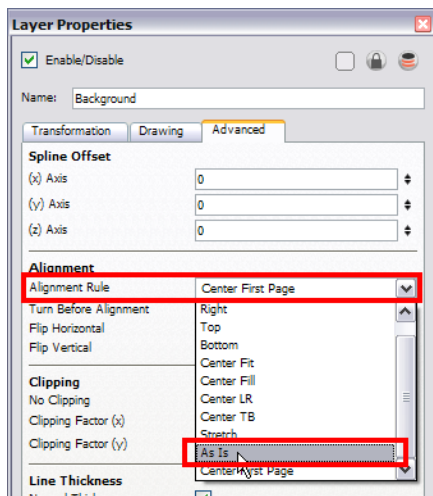 Layer Properties
Enable/Disable
Name: Background
Transformation Drawing Advanced
Spline Offset
(x) Axis 0
(y) Axis 0
(z) Axis 0
Alignment
Alignment Rule Center First Page
Turn Before Alignment Right
Flip Horizontal Top
Flip Vertical Bottom
Center Fit
Clipping Center Fill
No Clipping Center LR
Clipping Factor (x) Center TB
Stretch
Clipping Factor (y) As Is
Center First Page
Line Thickness